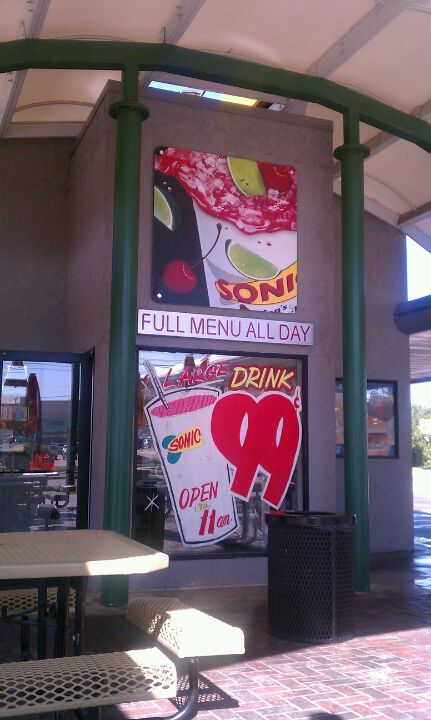 SONIC
FULL MENU ALL DAY
LARGE DRINK
99¢
SONIC
OPEN
11am.